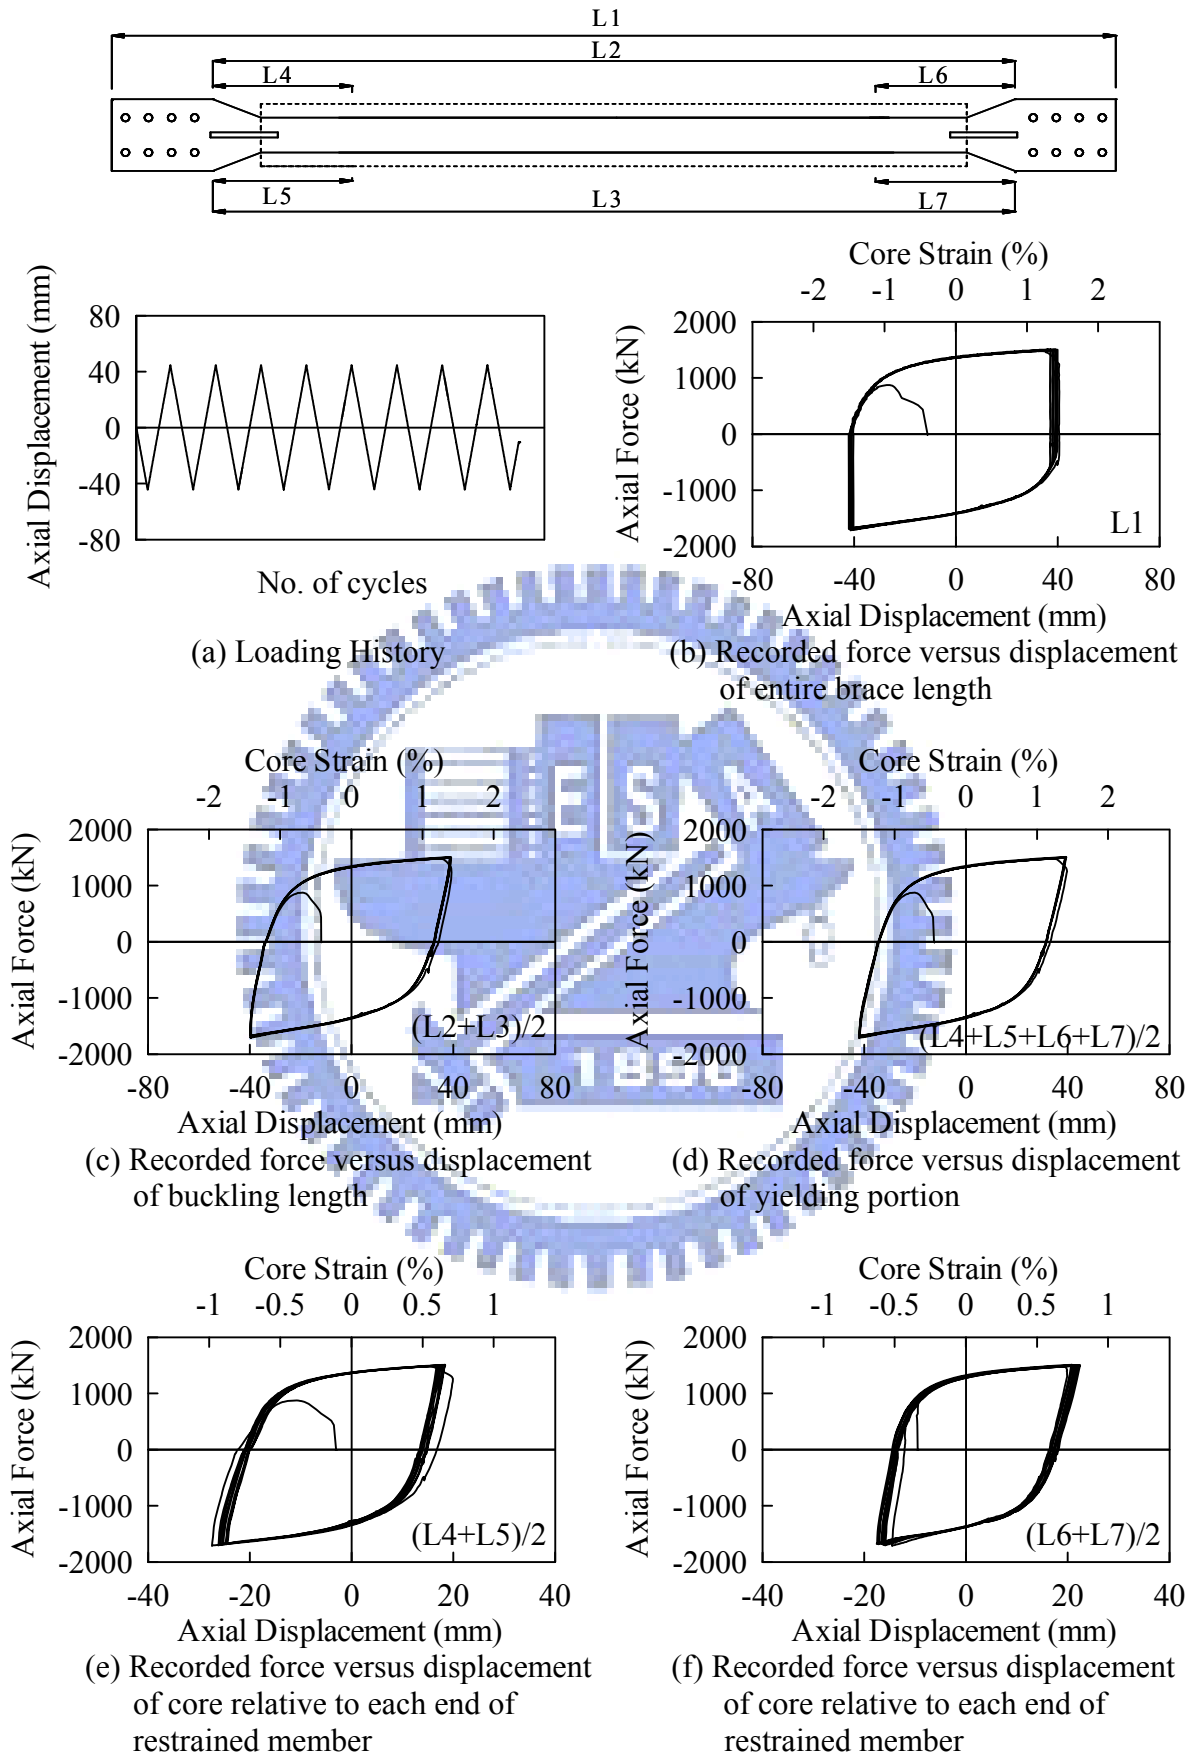 L1
L2
L4 L6
L5 L3 L7
Axial Displacement (mm)
80
40
0
-40
-80
No. of cycles
(a) Loading History
Core Strain (%)
-2 -1 0 1 2
Axial Force (kN)
2000
1000
0
-1000
-2000
L1
-80 -40 0 40 80
Axial Displacement (mm)
(b) Recorded force versus displacement
of entire brace length
Core Strain (%)
-2 -1 0 1 2
Axial Force (kN)
2000
1000
0
-1000
-2000
(L2+L3)/2
-80 -40 0 40 80
Axial Displacement (mm)
(c) Recorded force versus displacement
of buckling length
Core Strain (%)
-2 -1 0 1 2
Axial Force (kN)
2000
1000
0
-1000
-2000
(L4+L5+L6+L7)/2
-80 -40 0 40 80
Axial Displacement (mm)
(d) Recorded force versus displacement
of yielding portion
Core Strain (%)
-1 -0.5 0 0.5 1
Axial Force (kN)
2000
1000
0
-1000
-2000
(L4+L5)/2
-40 -20 0 20 40
Axial Displacement (mm)
(e) Recorded force versus displacement
of core relative to each end of
restrained member
Core Strain (%)
-1 -0.5 0 0.5 1
Axial Force (kN)
2000
1000
0
-1000
-2000
(L6+L7)/2
-40 -20 0 20 40
Axial Displacement (mm)
(f) Recorded force versus displacement
of core relative to each end of
restrained member
ESA
1896